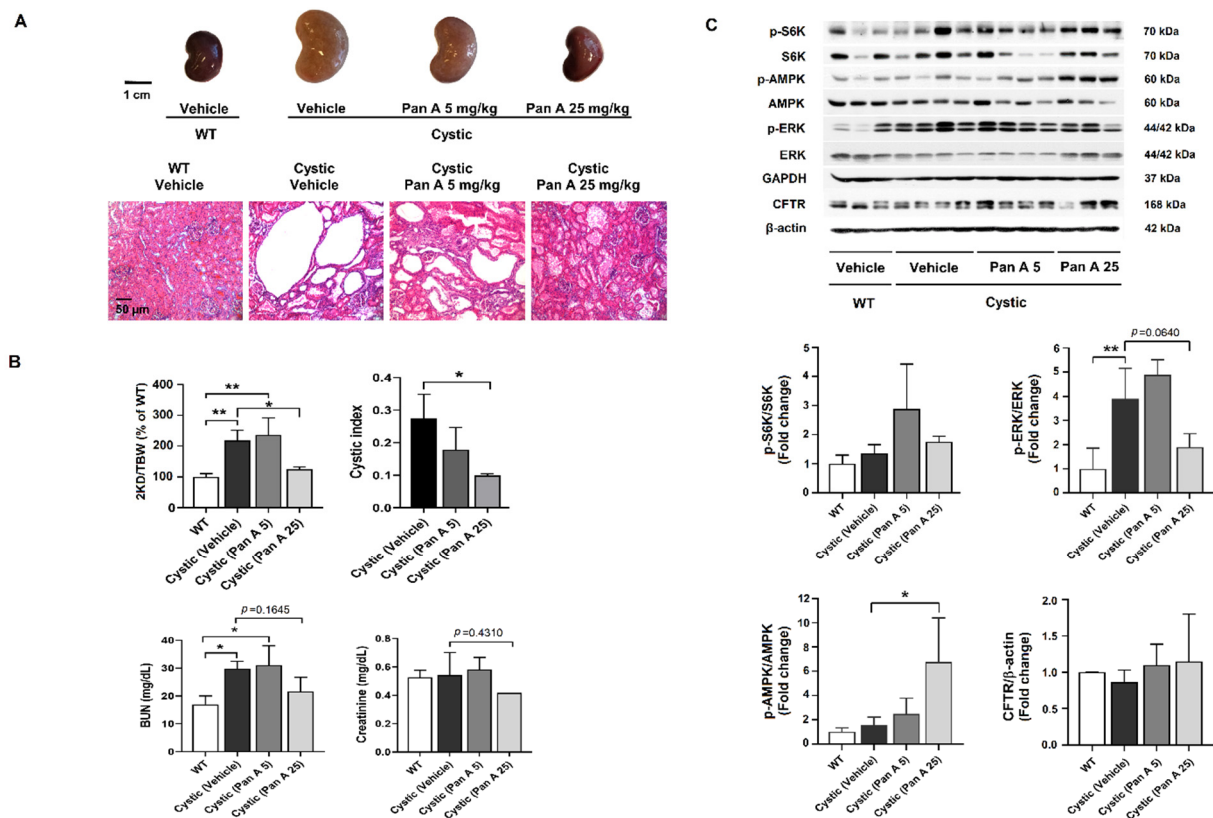 A
1 cm
Vehicle
Vehicle
Pan A 5 mg/kg
Pan A 25 mg/kg
WT
Cystic
WT
Vehicle
Cystic
Vehicle
Cystic
Pan A 5 mg/kg
Cystic
Pan A 25 mg/kg
50 µm
B
2KD/TBW (% of WT)
400
300
200
100
0
**
**
*
WT
Cystic (Vehicle)
Cystic (Pan A 5)
Cystic (Pan A 25)
Cystic index
0.4
0.3
0.2
0.1
0.0
*
Cystic (Vehicle)
Cystic (Pan A 5)
Cystic (Pan A 25)
BUN (mg/dL)
50
40
30
20
10
0
p=0.1645
*
*
WT
Cystic (Vehicle)
Cystic (Pan A 5)
Cystic (Pan A 25)
Creatinine (mg/dL)
1.0
0.8
0.6
0.4
0.2
0.0
p=0.4310
WT
Cystic (Vehicle)
Cystic (Pan A 5)
Cystic (Pan A 25)
C
p-S6K 70 kDa
S6K 70 kDa
p-AMPK 60 kDa
AMPK 60 kDa
p-ERK 44/42 kDa
ERK 44/42 kDa
GAPDH 37 kDa
CFTR 168 kDa
β-actin 42 kDa
Vehicle Vehicle Pan A 5 Pan A 25
WT Cystic
p-S6K/S6K
(Fold change)
5
4
3
2
1
0
WT
Cystic (Vehicle)
Cystic (Pan A 5)
Cystic (Pan A 25)
p-ERK/ERK
(Fold change)
6
5
4
3
2
1
0
p=0.0640
**
WT
Cystic (Vehicle)
Cystic (Pan A 5)
Cystic (Pan A 25)
p-AMPK/AMPK
(Fold change)
12
10
8
6
4
2
0
*
WT
Cystic (Vehicle)
Cystic (Pan A 5)
Cystic (Pan A 25)
CFTR/β-actin
(Fold change)
2.0
1.5
1.0
0.5
0.0
WT
Cystic (Vehicle)
Cystic (Pan A 5)
Cystic (Pan A 25)